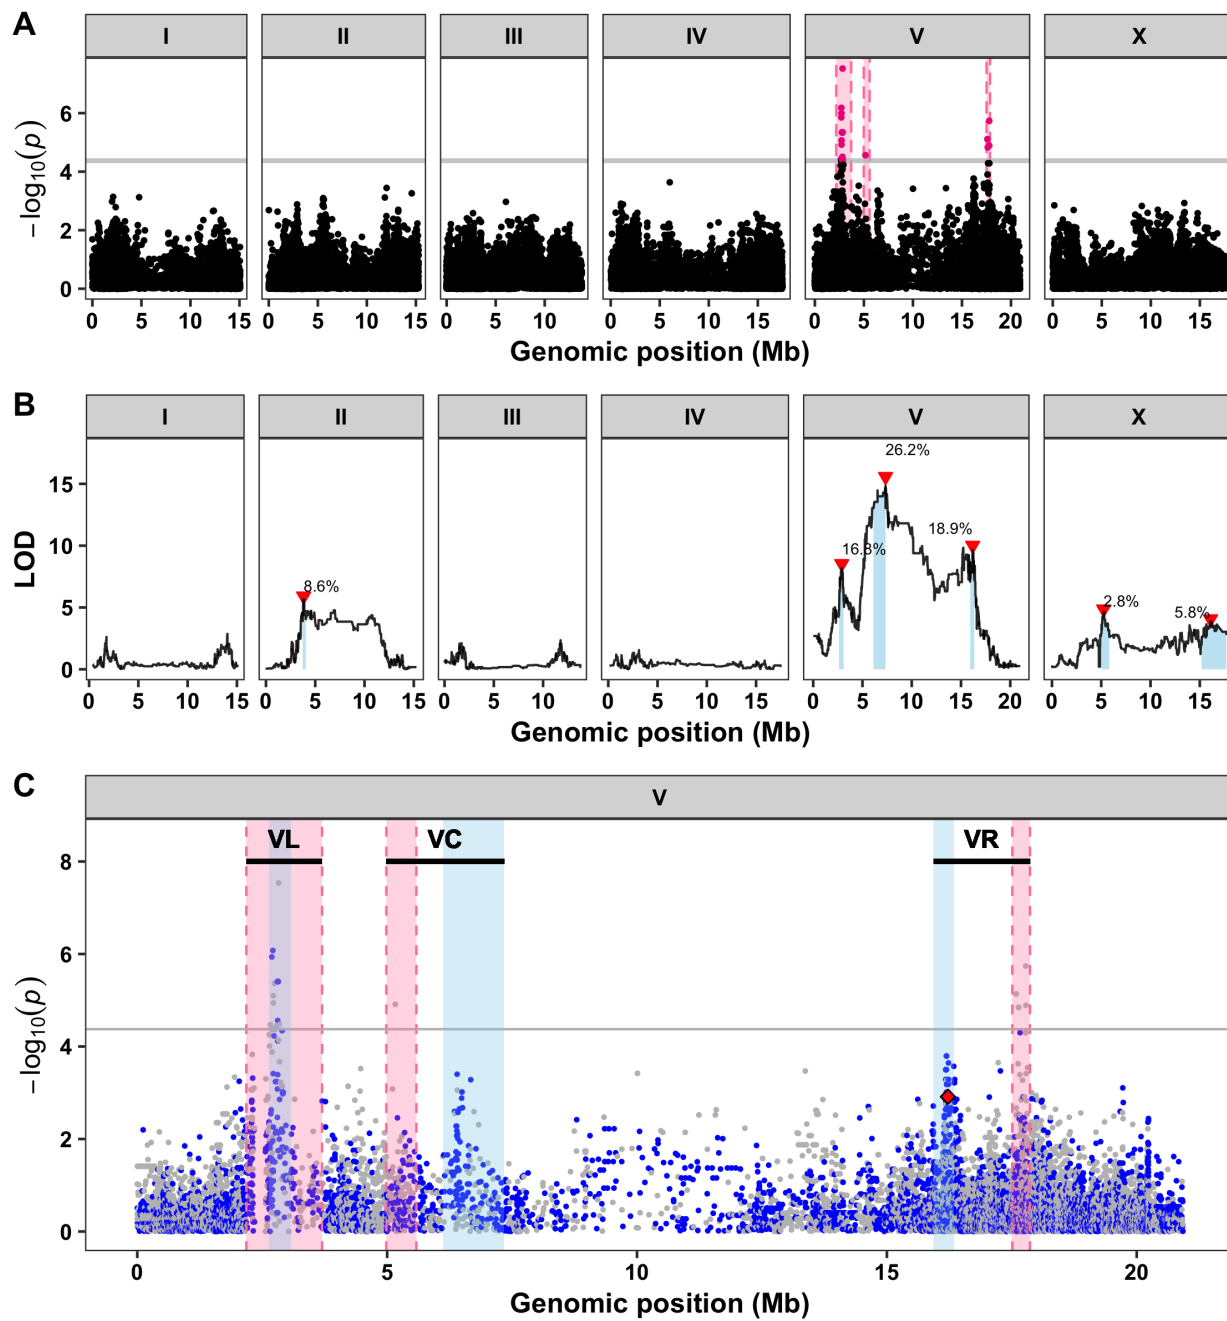 A
I II III IV V X
6
4
2
0
−log10(p)
0 5 10 15 0 5 10 15 0 5 10 0 5 10 15 0 5 10 15 20 0 5 10 15
Genomic position (Mb)
B
I II III IV V X
26.2%
18.9%
16.8%
8.6%
2.8%
5.8%
15
10
5
0
LOD
0 5 10 15 0 5 10 15 0 5 10 0 5 10 15 0 5 10 15 20 0 5 10 15
Genomic position (Mb)
C
V
VL VC VR
8
6
4
2
0
−log10(p)
0 5 10 15 20
Genomic position (Mb)